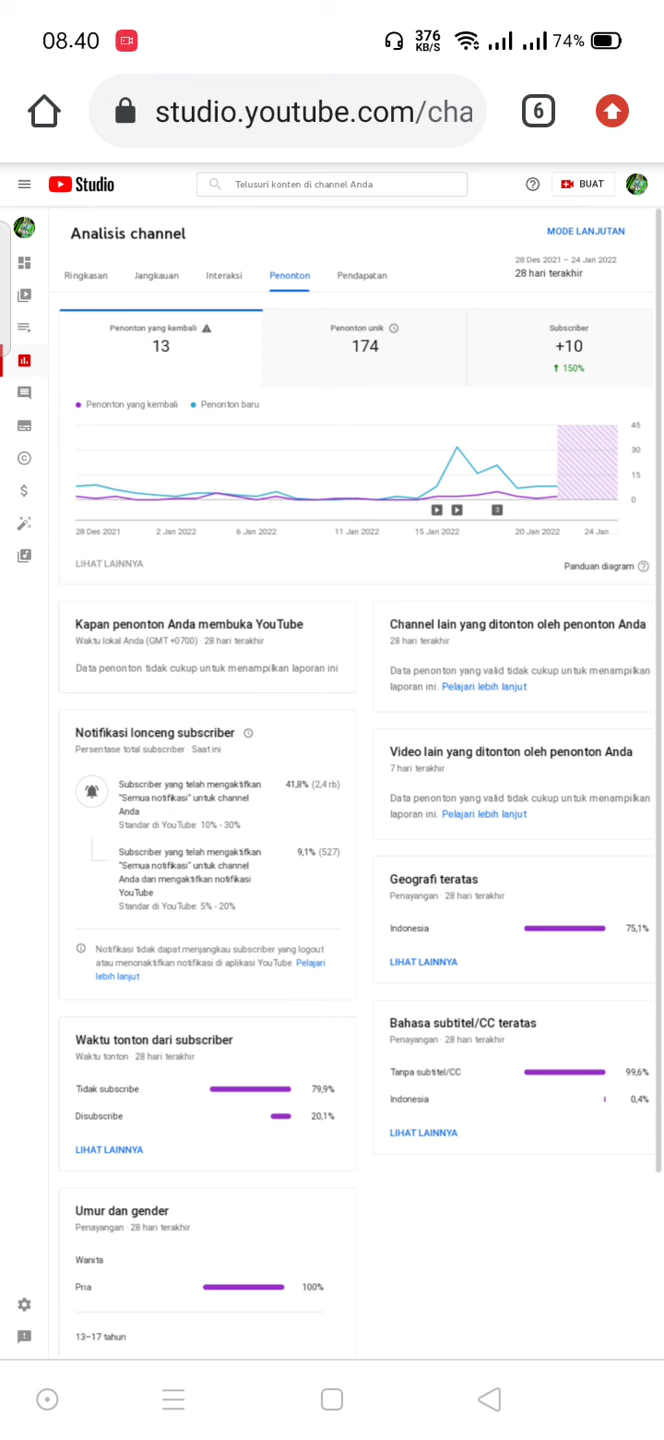 08.40
376
KB/S
74%
studio.youtube.com/cha
6
Studio
Telusuri konten di channel Anda
BUAT
Analisis channel
MODE LANJUTAN
28 Des 2021 – 24 Jan 2022
28 hari terakhir
Ringkasan
Jangkauan
Interaksi
Penonton
Pendapatan
Penonton yang kembali
13
Penonton unik
174
Subscriber
+10
150%
Penonton yang kembali
Penonton baru
45
30
15
0
3
28 Des 2021
2 Jan 2022
6 Jan 2022
11 Jan 2022
15 Jan 2022
20 Jan 2022
24 Jan ...
LIHAT LAINNYA
Panduan diagram
Kapan penonton Anda membuka YouTube
Waktu lokal Anda (GMT +0700) · 28 hari terakhir
Data penonton tidak cukup untuk menampilkan laporan ini
Channel lain yang ditonton oleh penonton Anda
28 hari terakhir
Data penonton yang valid tidak cukup untuk menampilkan
laporan ini. Pelajari lebih lanjut
Notifikasi lonceng subscriber
Persentase total subscriber · Saat ini
Subscriber yang telah mengaktifkan
"Semua notifikasi" untuk channel
Anda
Standar di YouTube: 10% - 30%
41,8% (2,4 rb)
Subscriber yang telah mengaktifkan
"Semua notifikasi" untuk channel
Anda dan mengaktifkan notifikasi
YouTube
Standar di YouTube: 5% - 20%
9,1% (527)
Notifikasi tidak dapat menjangkau subscriber yang logout
atau menonaktifkan notifikasi di aplikasi YouTube. Pelajari
lebih lanjut
Video lain yang ditonton oleh penonton Anda
7 hari terakhir
Data penonton yang valid tidak cukup untuk menampilkan
laporan ini. Pelajari lebih lanjut
Geografi teratas
Penayangan · 28 hari terakhir
Indonesia
75,1%
LIHAT LAINNYA
Bahasa subtitel/CC teratas
Penayangan · 28 hari terakhir
Tanpa subtitel/CC
99,6%
Indonesia
0,4%
LIHAT LAINNYA
Waktu tonton dari subscriber
Waktu tonton · 28 hari terakhir
Tidak subscribe
79,9%
Disubscribe
20,1%
LIHAT LAINNYA
Umur dan gender
Penayangan · 28 hari terakhir
Wanita
Pria
100%
13–17 tahun